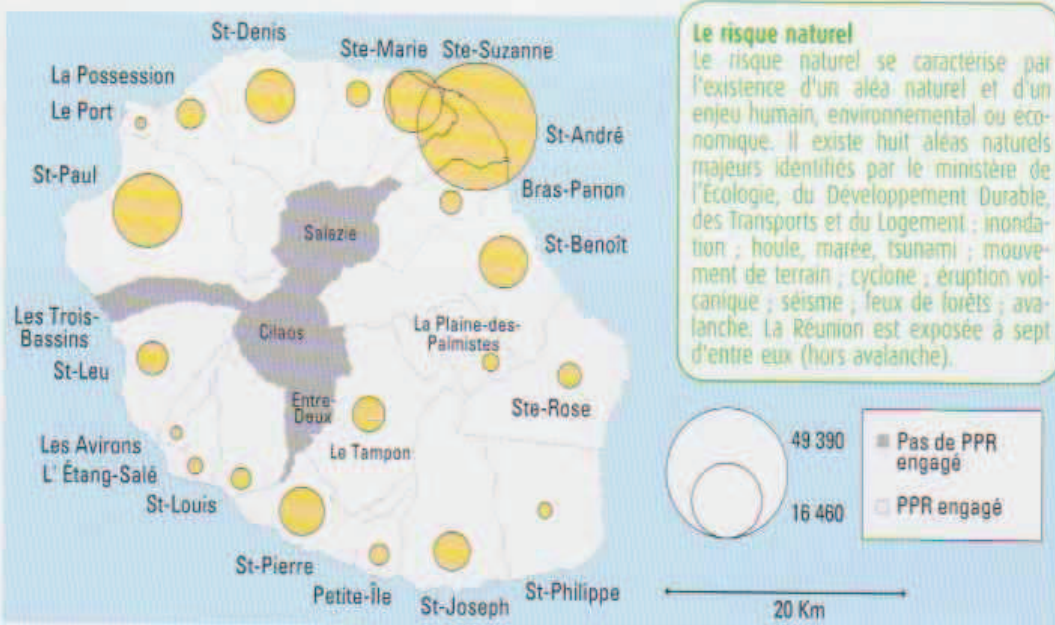 St-Denis
Ste-Marie
Ste-Suzanne
La Possession
Le Port
St-Paul
St-André
Bras-Panon
Salazie
St-Benoît
Les Trois-
Bassins
Cilaos
La Plaine-des-
Palmistes
St-Leu
Entre-
Deux
Ste-Rose
Le Tampon
Les Avirons
L' Étang-Salé
St-Louis
St-Pierre
Petite-Île
St-Joseph
St-Philippe
Le risque naturel
Le risque naturel se caractérise par
l'existence d'un aléa naturel et d'un
enjeu humain, environnemental ou éco-
nomique. Il existe huit aléas naturels
majeurs identifiés par le ministère de
l'Écologie, du Développement Durable,
des Transports et du Logement : inonda-
tion ; houle, marée, tsunami ; mouve-
ment de terrain ; cyclone ; éruption vol-
canique ; séisme ; feux de forêts ; ava-
lanche. La Réunion est exposée à sept
d'entre eux (hors avalanche).
49 390
16 460
Pas de PPR
engagé
PPR engagé
20 Km